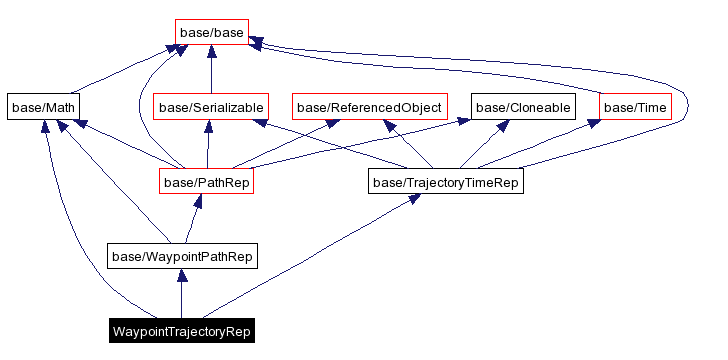 base/base
base/Math
base/Serializable
base/ReferencedObject
base/Cloneable
base/Time
base/PathRep
base/TrajectoryTimeRep
base/WaypointPathRep
WaypointTrajectoryRep